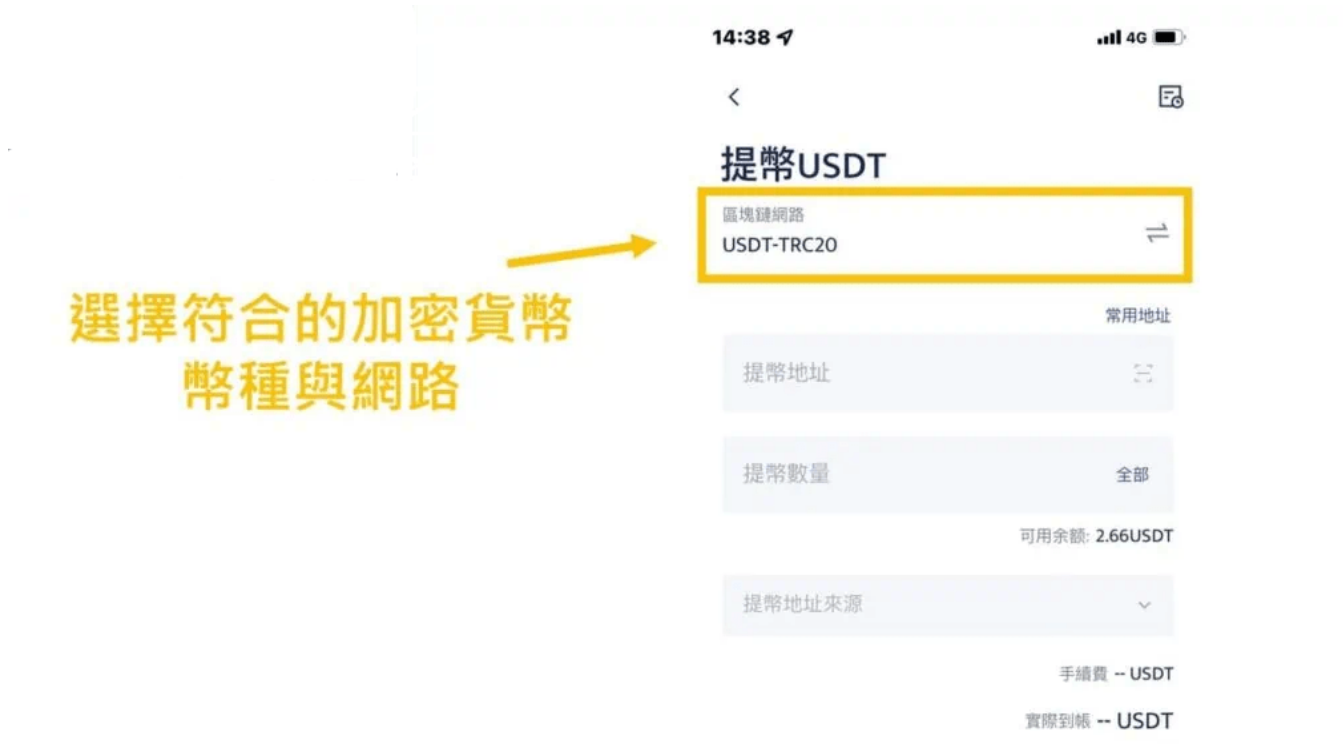 14:38
4G
提幣USDT
區塊鏈網路
USDT-TRC20
選擇符合的加密貨幣
幣種與網路
常用地址
提幣地址
提幣數量
全部
可用余额: 2.66USDT
提幣地址來源
手續費 -- USDT
實際到帳 -- USDT